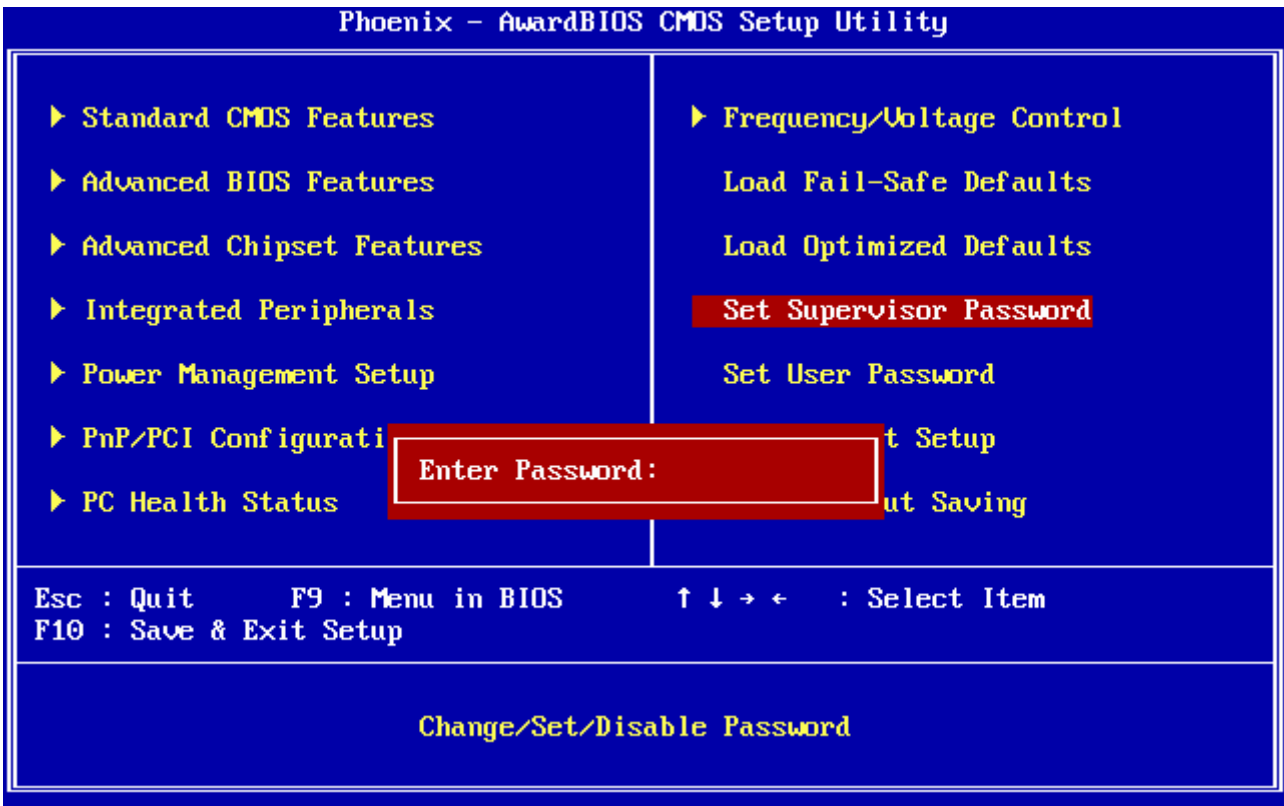 Phoenix - AwardBIOS CMOS Setup Utility
Standard CMOS Features
Advanced BIOS Features
Advanced Chipset Features
Integrated Peripherals
Power Management Setup
PnP/PCI Configurati
PC Health Status
Frequency/Voltage Control
Load Fail-Safe Defaults
Load Optimized Defaults
Set Supervisor Password
Set User Password
t Setup
ut Saving
Enter Password:
Esc : Quit F9 : Menu in BIOS ↑ ↓ → ← : Select Item
F10 : Save & Exit Setup
Change/Set/Disable Password